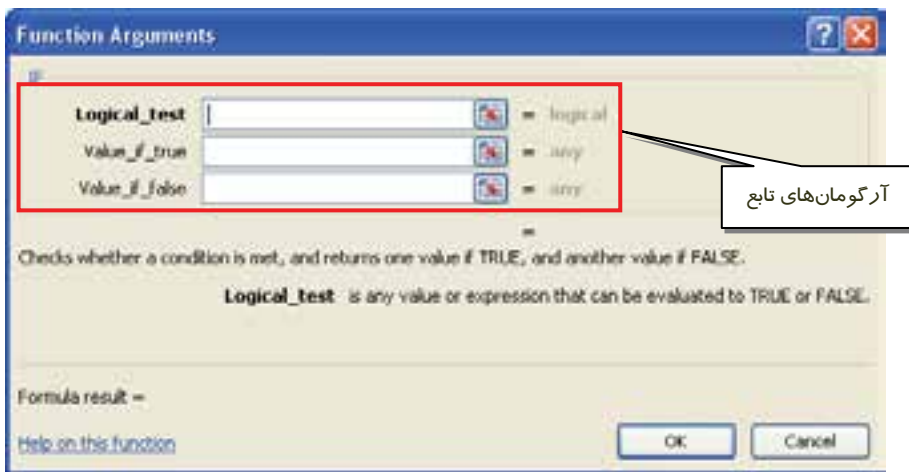 Function Arguments
IF
Logical_test = logical
Value_if_true = any
Value_if_false = any
آرگومان‌های تابع
=
Checks whether a condition is met, and returns one value if TRUE, and another value if FALSE.
Logical_test is any value or expression that can be evaluated to TRUE or FALSE.
Formula result =
Help on this function
OK Cancel